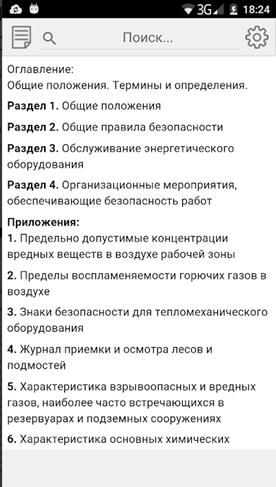 3G 18:24
Поиск...
Оглавление:
Общие положения. Термины и определения.
Раздел 1. Общие положения
Раздел 2. Общие правила безопасности
Раздел 3. Обслуживание энергетического
оборудования
Раздел 4. Организационные мероприятия,
обеспечивающие безопасность работ
Приложения:
1. Предельно допустимые концентрации
вредных веществ в воздухе рабочей зоны
2. Пределы воспламеняемости горючих газов в
воздухе
3. Знаки безопасности для тепломеханического
оборудования
4. Журнал приемки и осмотра лесов и
подмостей
5. Характеристика взрывоопасных и вредных
газов, наиболее часто встречающихся в
резервуарах и подземных сооружениях
6. Характеристика основных химических